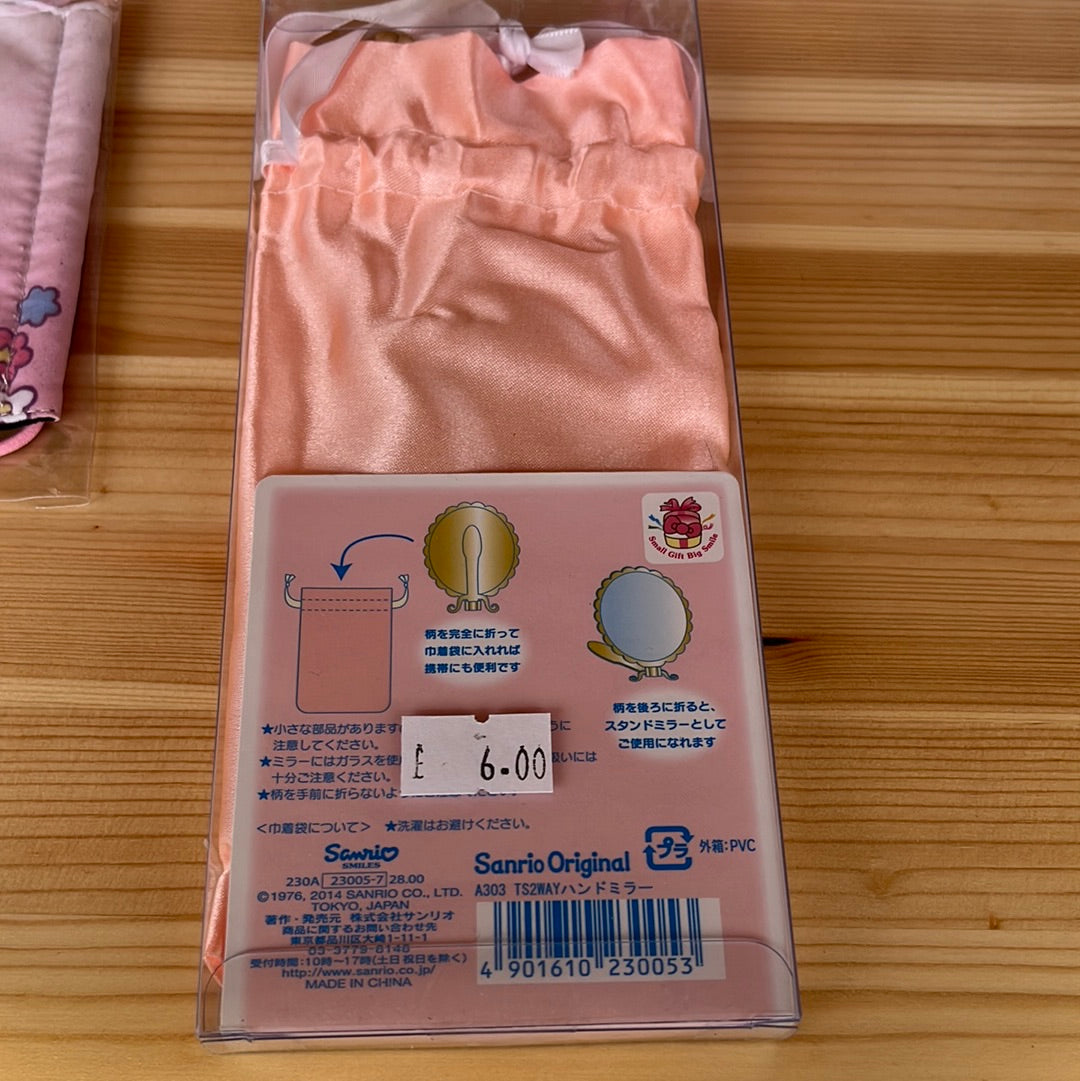 Small Gift Big Smile
柄を完全に折って
巾着袋に入れれば
携帯にも便利です
柄を後ろに折ると、
スタンドミラーとして
ご使用になれます
★小さな部品があります
うに
注意してください。
★ミラーにはガラスを使
扱いには
十分ご注意ください。
★柄を手前に折らないよ
£ 6.00
<巾着袋について> ★洗濯はお避けください。
Sanrio
SMILES
230A 23005-7 28.00
©1976, 2014 SANRIO CO., LTD.
TOKYO, JAPAN
著作・発売元 株式会社サンリオ
商品に関するお問い合わせ先
東京都品川区大崎1-11-1
03-3779-8148
受付時間:10時〜17時(土日祝日を除く)
http://www.sanrio.co.jp/
MADE IN CHINA
Sanrio Original
プラ
外箱:PVC
A303 TS2WAYハンドミラー
4 901610 230053